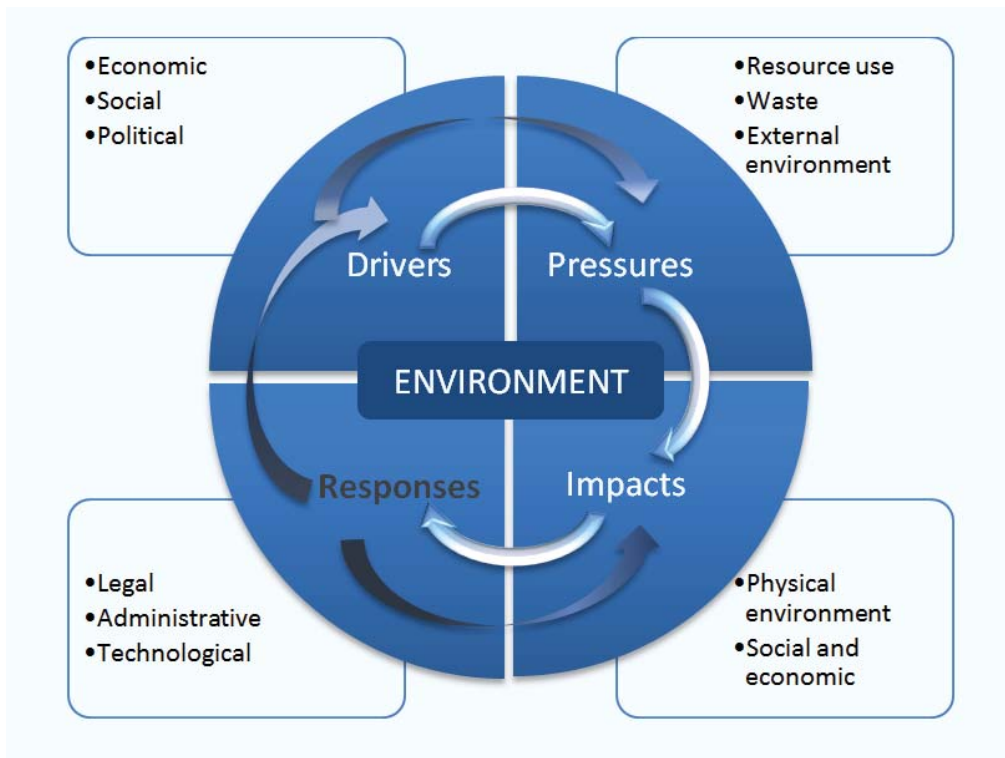 •Economic
•Social
•Political
•Resource use
•Waste
•External
environment
Drivers
Pressures
ENVIRONMENT
Responses
Impacts
•Legal
•Administrative
•Technological
•Physical
environment
•Social and
economic